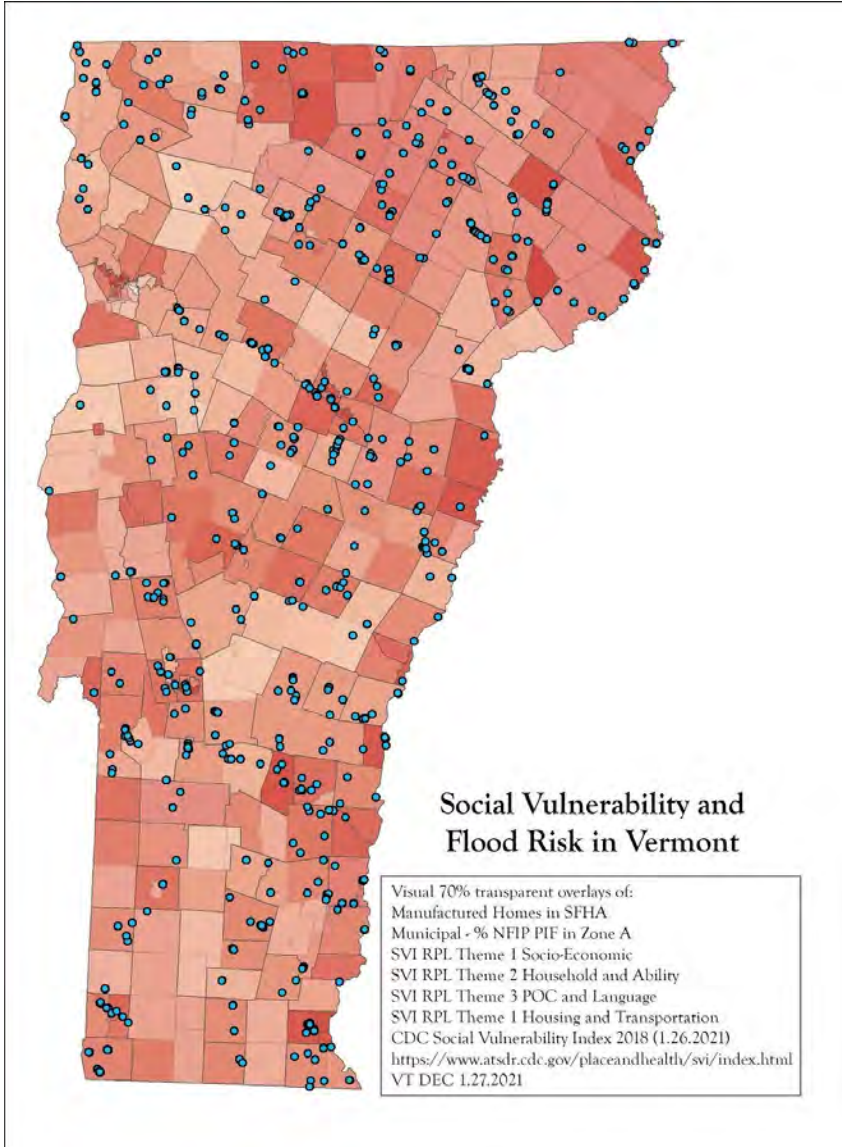 Social Vulnerability and
Flood Risk in Vermont
Visual 70% transparent overlays of:
Manufactured Homes in SFHA
Municipal - % NFIP PIF in Zone A
SVI RPL Theme 1 Socio-Economic
SVI RPL Theme 2 Household and Ability
SVI RPL Theme 3 POC and Language
SVI RPL Theme 1 Housing and Transportation
CDC Social Vulnerability Index 2018 (1.26.2021)
https://www.atsdr.cdc.gov/placeandhealth/svi/index.html
VT DEC 1.27.2021